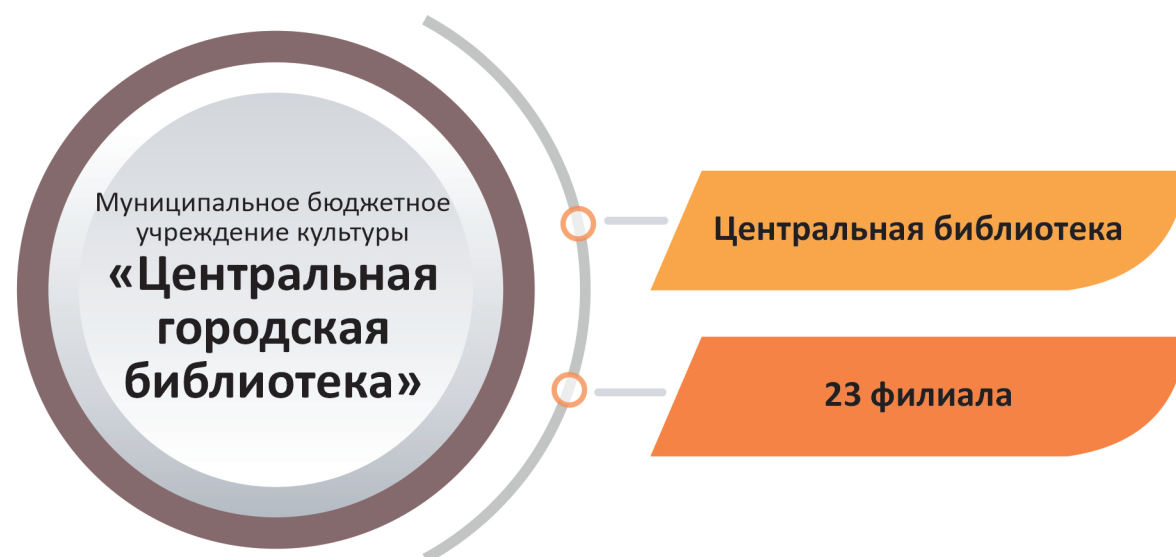 Муниципальное бюджетное
учреждение культуры
«Центральная
городская
библиотека»
Центральная библиотека
23 филиала